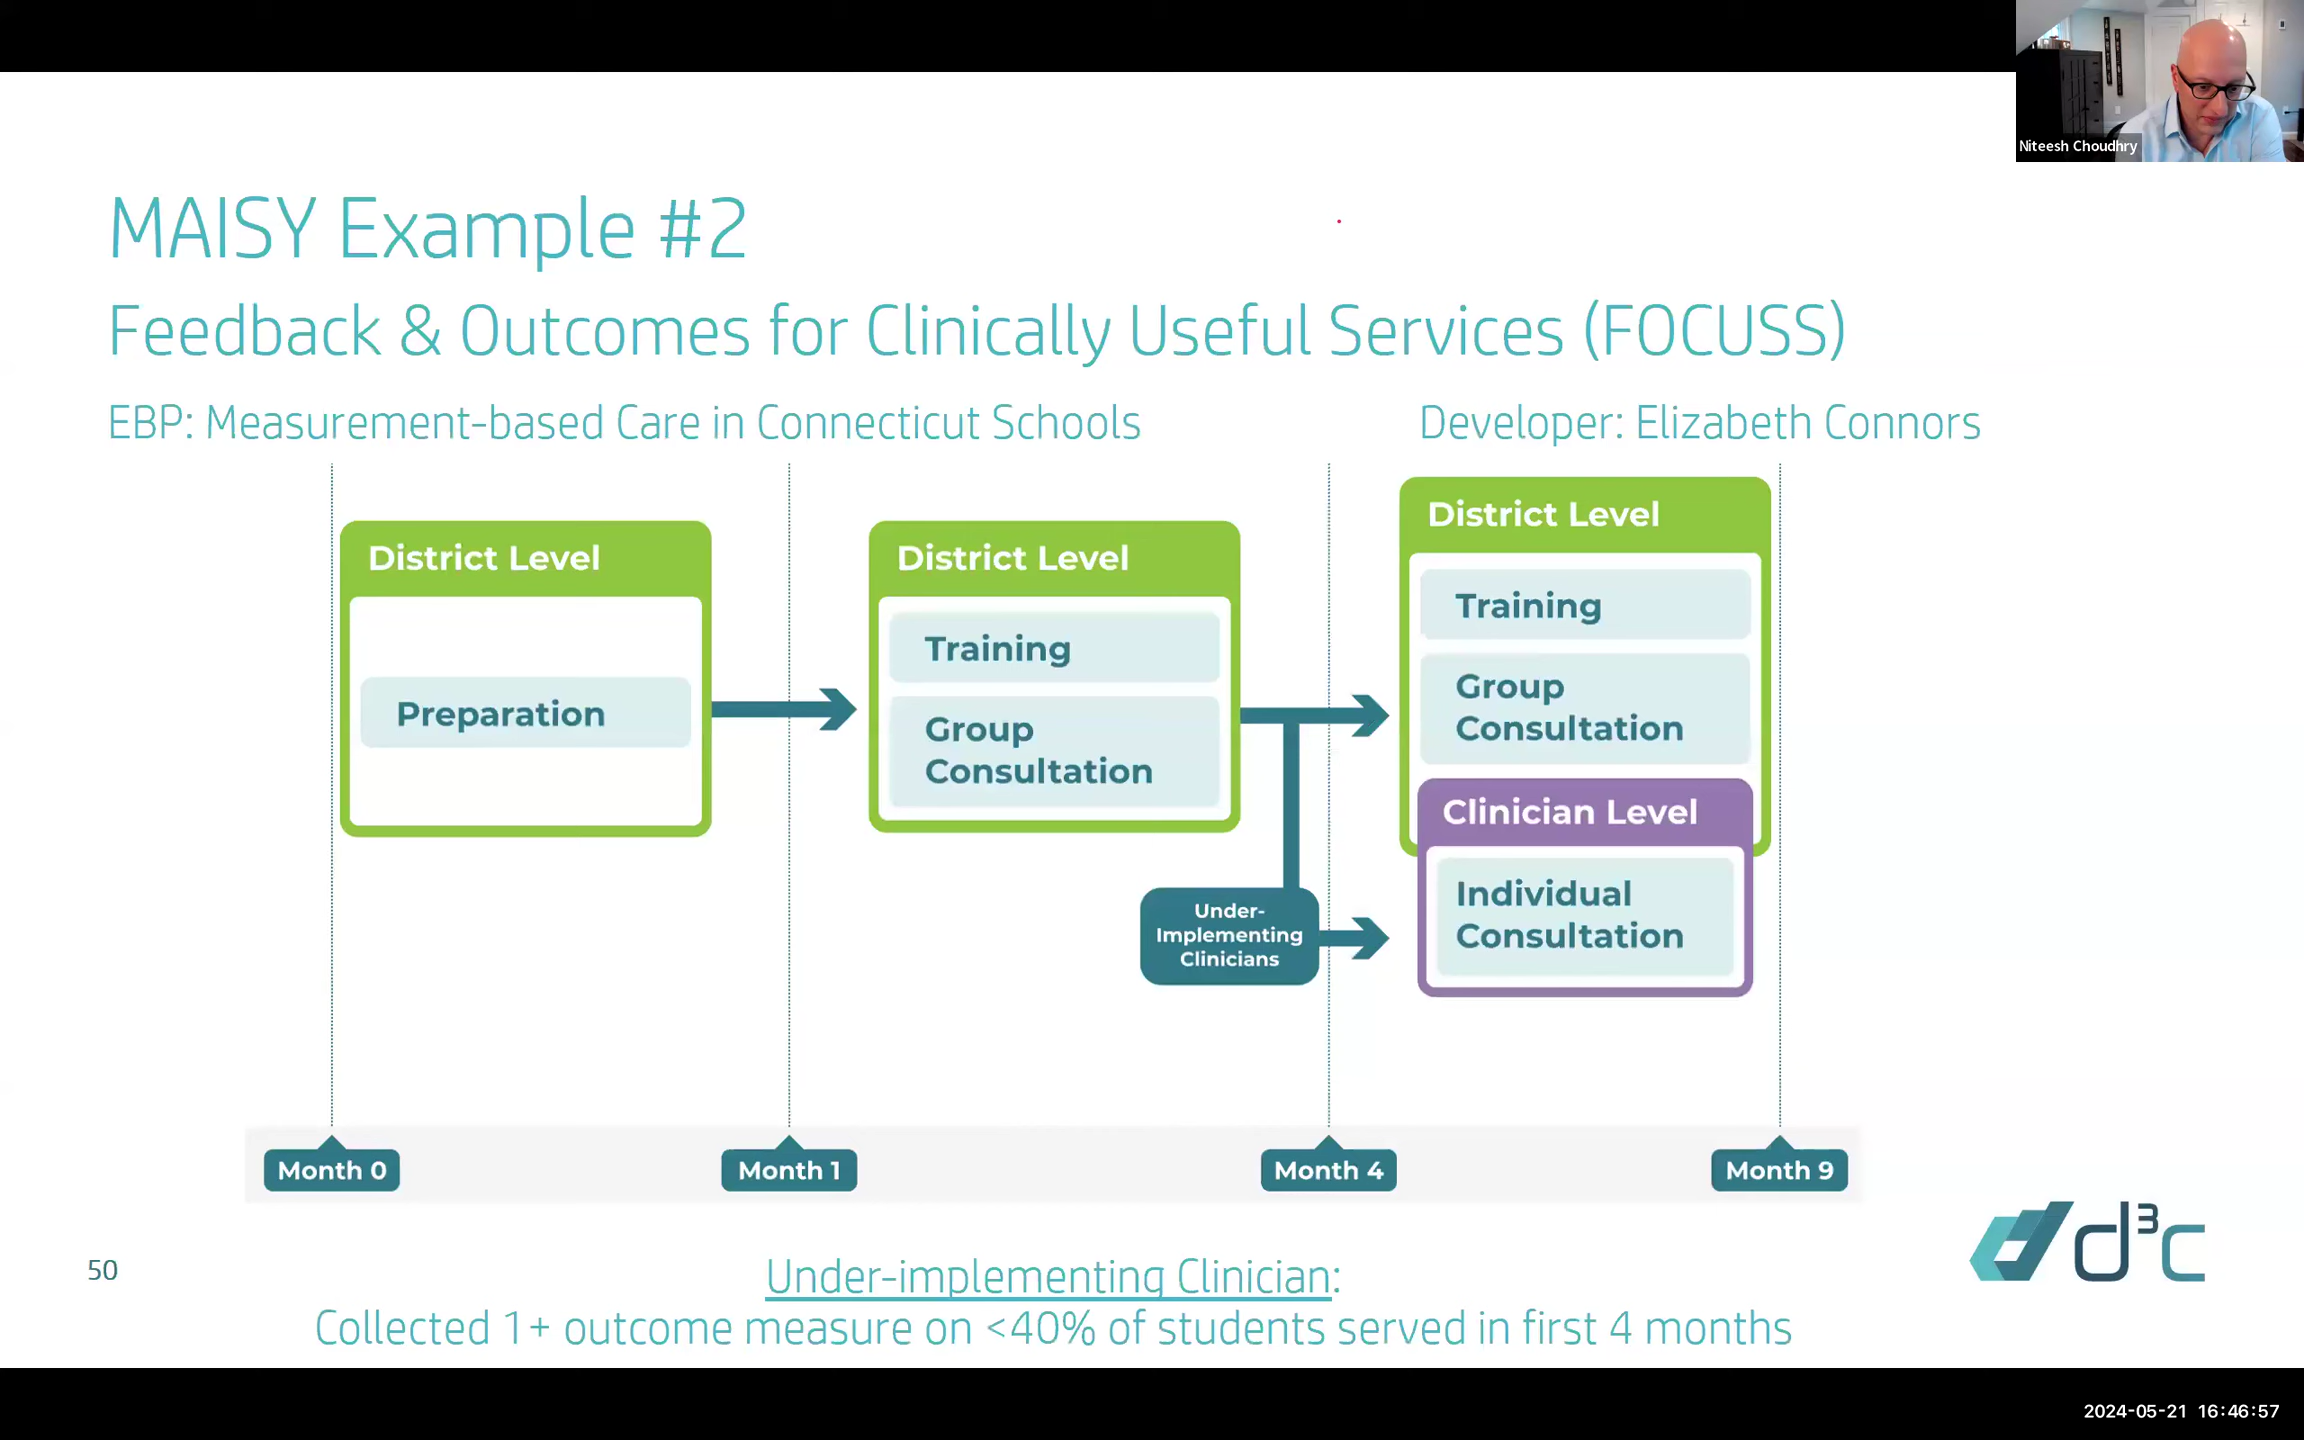 Niteesh Choudhry
MAISY Example #2
Feedback & Outcomes for Clinically Useful Services (FOCUSS)
EBP: Measurement-based Care in Connecticut Schools
Developer: Elizabeth Connors
District Level
Preparation
District Level
Training
Group
Consultation
Under-
Implementing
Clinicians
District Level
Training
Group
Consultation
Clinician Level
Individual
Consultation
Month 0
Month 1
Month 4
Month 9
50
Under-implementing Clinician:
Collected 1+ outcome measure on <40% of students served in first 4 months
d³c
2024-05-21 16:46:57